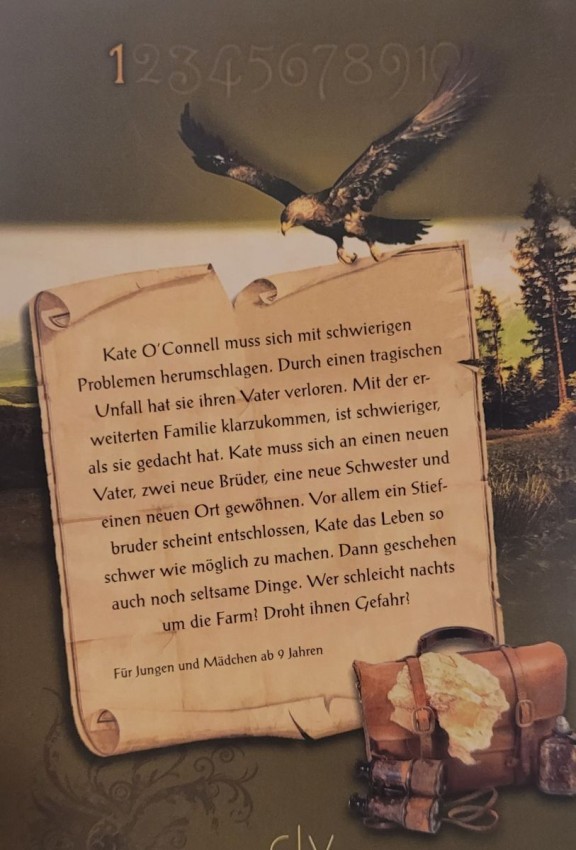 12345678910
Kate O'Connell muss sich mit schwierigen
Problemen herumschlagen. Durch einen tragischen
Unfall hat sie ihren Vater verloren. Mit der er-
weiterten Familie klarzukommen, ist schwieriger,
als sie gedacht hat. Kate muss sich an einen neuen
Vater, zwei neue Brüder, eine neue Schwester und
einen neuen Ort gewöhnen. Vor allem ein Stief-
bruder scheint entschlossen, Kate das Leben so
schwer wie möglich zu machen. Dann geschehen
auch noch seltsame Dinge. Wer schleicht nachts
um die Farm? Droht ihnen Gefahr?
Für Jungen und Mädchen ab 9 Jahren
clv